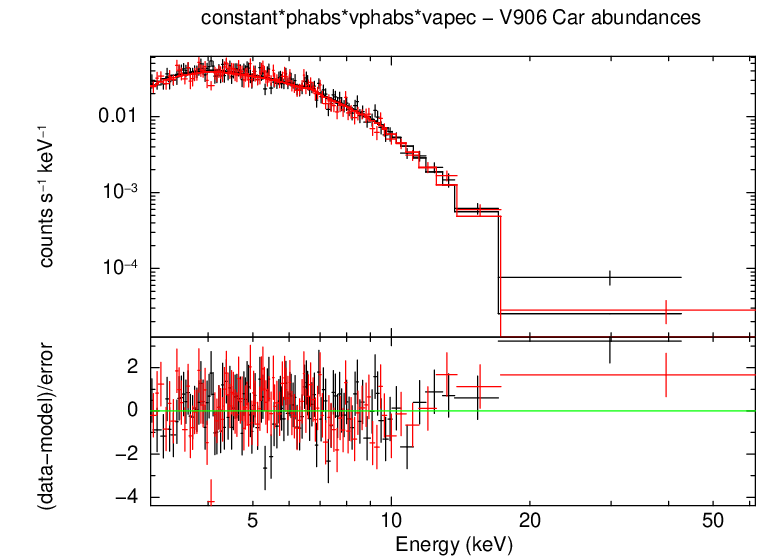 constant*phabs*vphabs*vapec − V906 Car abundances
counts s⁻¹ keV⁻¹
0.01
10⁻³
10⁻⁴
(data−model)/error
2
0
−2
−4
5 10 20 50
Energy (keV)